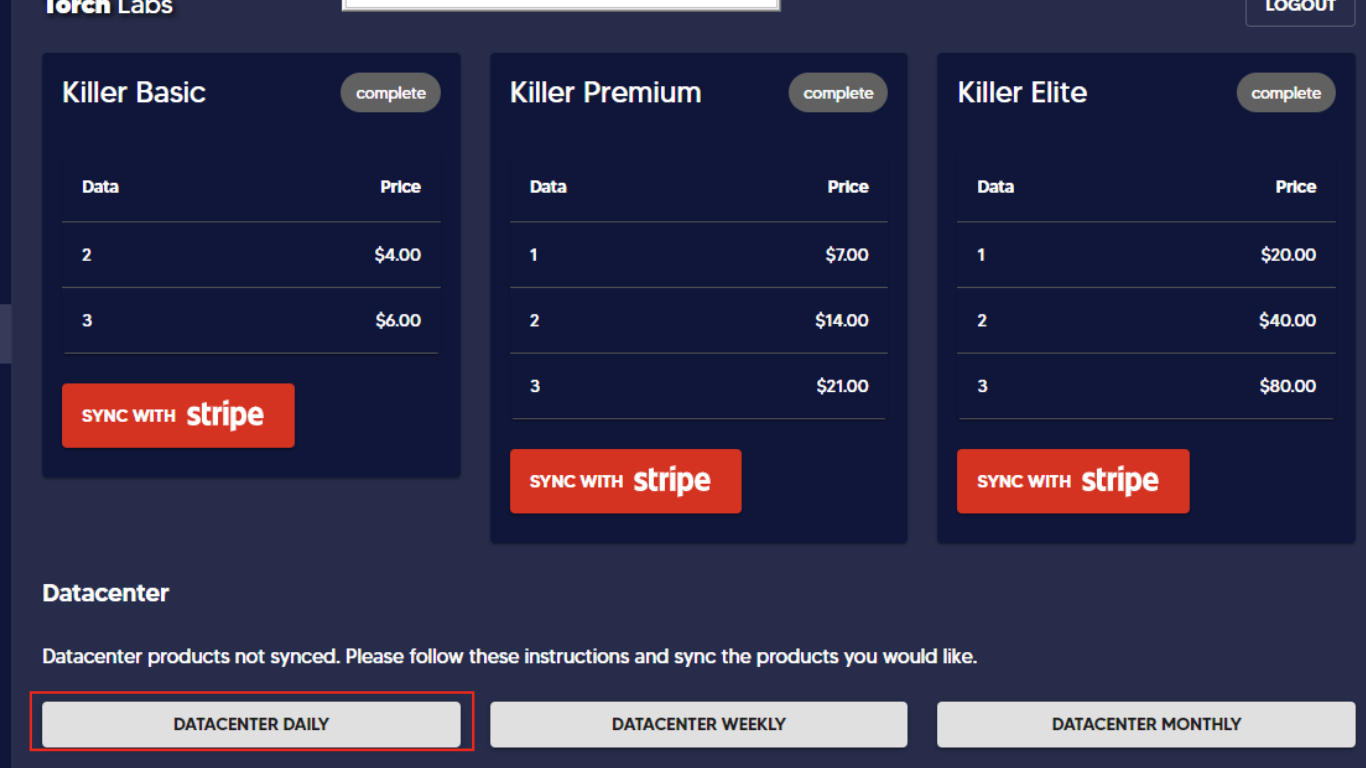 Torch Labs
LOGOUT
Killer Basic
complete
Data Price
2 $4.00
3 $6.00
SYNC WITH stripe
Killer Premium
complete
Data Price
1 $7.00
2 $14.00
3 $21.00
SYNC WITH stripe
Killer Elite
complete
Data Price
1 $20.00
2 $40.00
3 $80.00
SYNC WITH stripe
Datacenter
Datacenter products not synced. Please follow these instructions and sync the products you would like.
DATACENTER DAILY
DATACENTER WEEKLY
DATACENTER MONTHLY